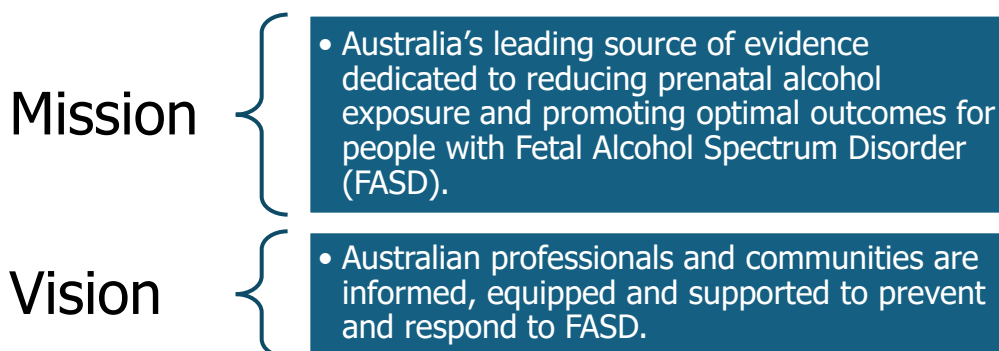 Mission
• Australia’s leading source of evidence
dedicated to reducing prenatal alcohol
exposure and promoting optimal outcomes for
people with Fetal Alcohol Spectrum Disorder
(FASD).
Vision
• Australian professionals and communities are
informed, equipped and supported to prevent
and respond to FASD.